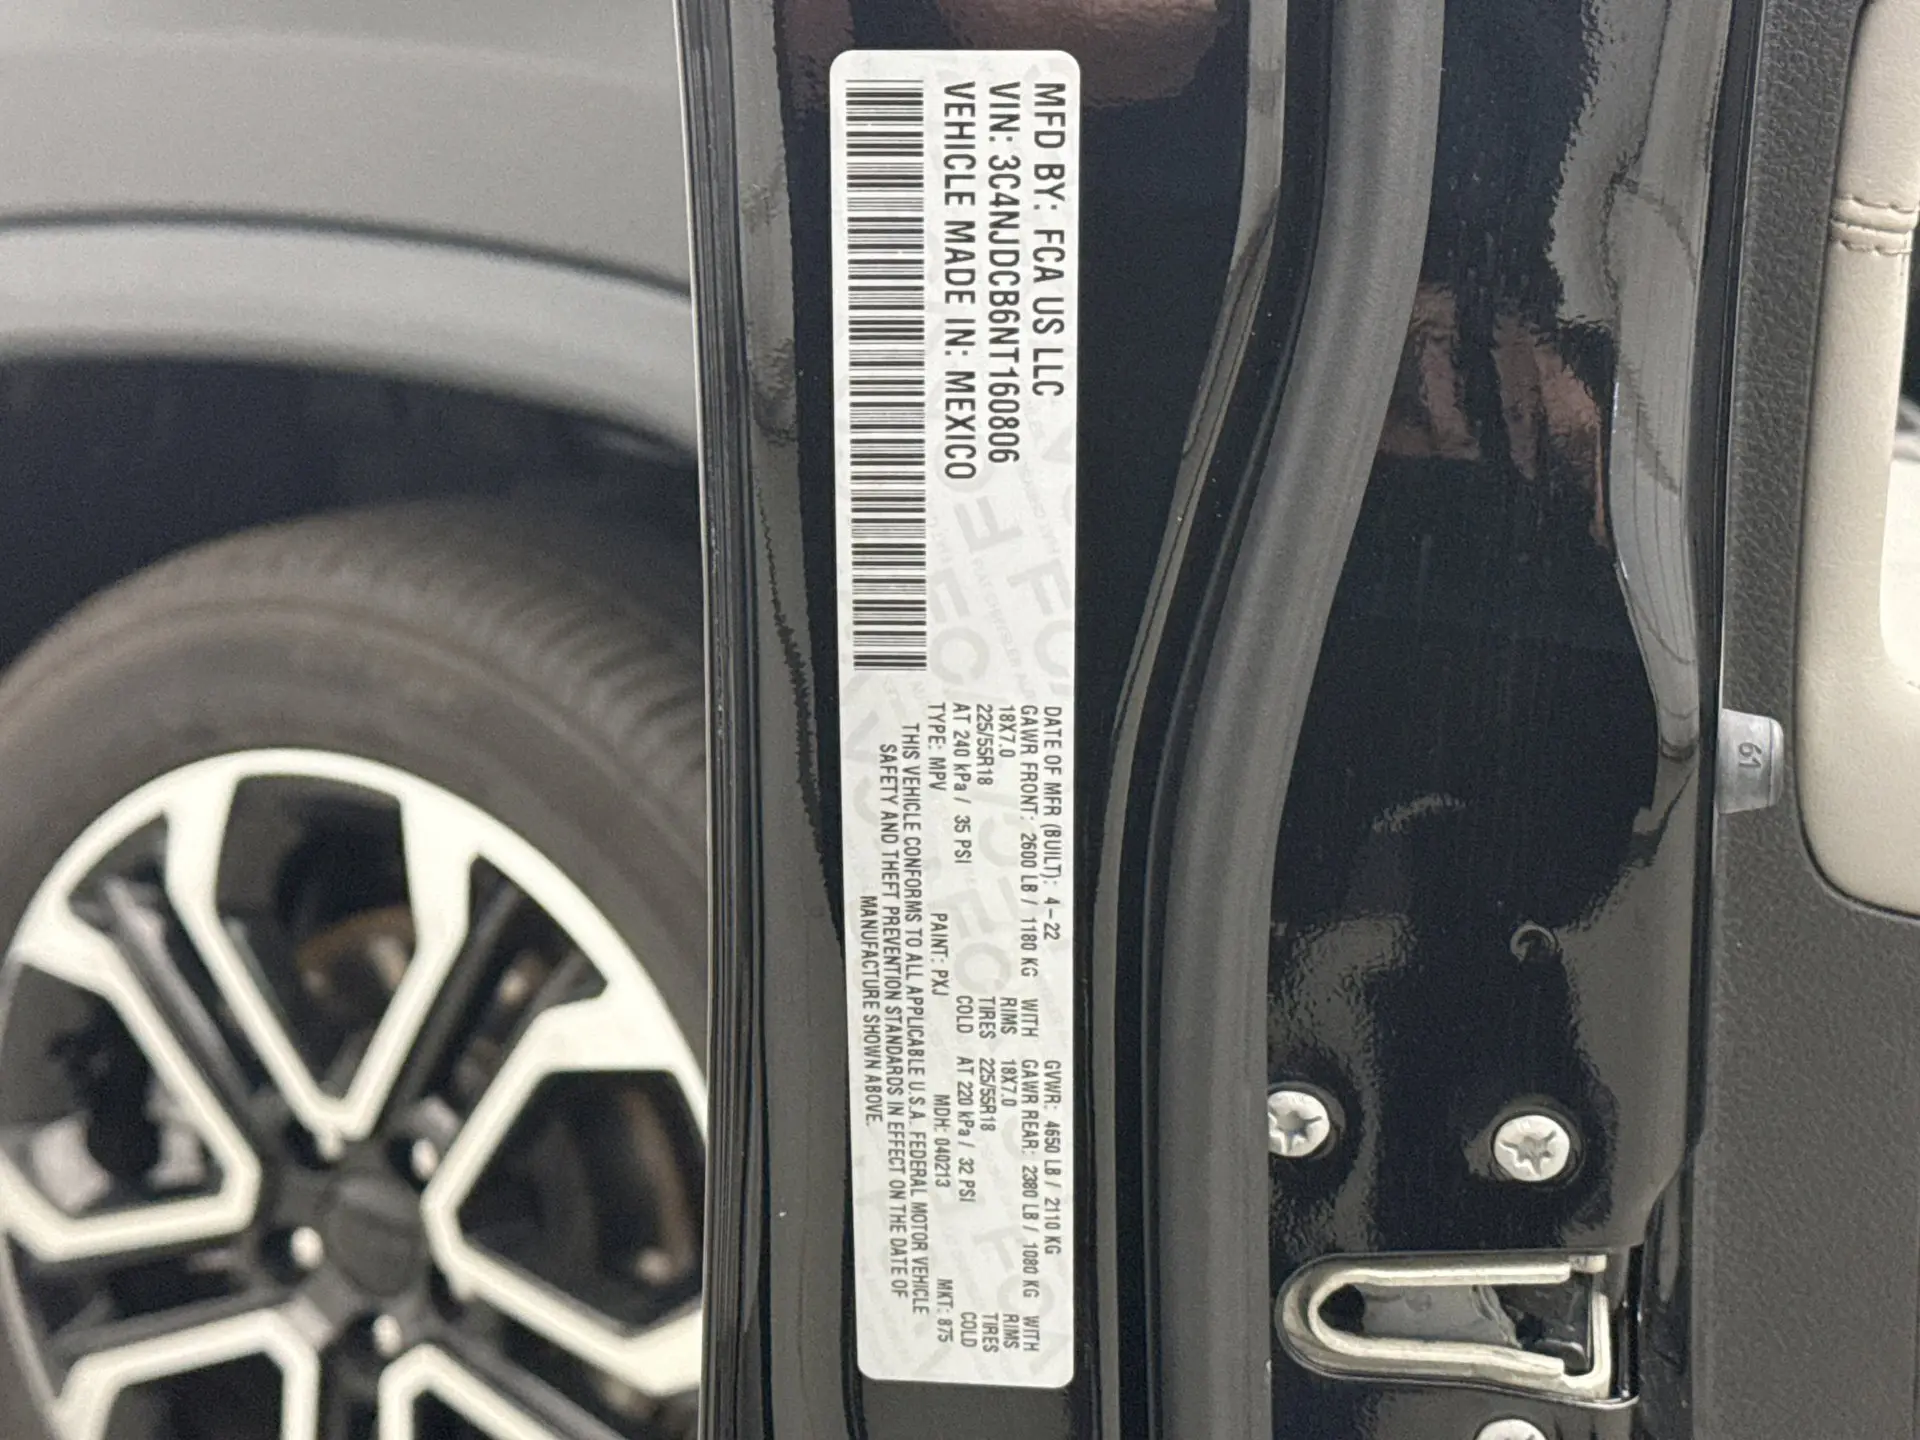 MFD BY: FCA US LLC
VIN: 3C4NJDCB6NT160806
VEHICLE MADE IN: MEXICO
DATE OF MFR (BUILT): 4-22 GVWR: 4650 LB / 2110 KG
GAWR FRONT: 2600 LB / 1180 KG WITH GAWR REAR: 2380 LB / 1080 KG WITH
18X7.0 RIMS 18X7.0 RIMS
225/55R18 TIRES 225/55R18 TIRES
AT 240 kPa / 35 PSI COLD AT 220 kPa / 32 PSI COLD
TYPE: MPV PAINT: PXJ MDH: 040213 MKT: 875
THIS VEHICLE CONFORMS TO ALL APPLICABLE U.S.A. FEDERAL MOTOR VEHICLE
SAFETY AND THEFT PREVENTION STANDARDS IN EFFECT ON THE DATE OF
MANUFACTURE SHOWN ABOVE.
61